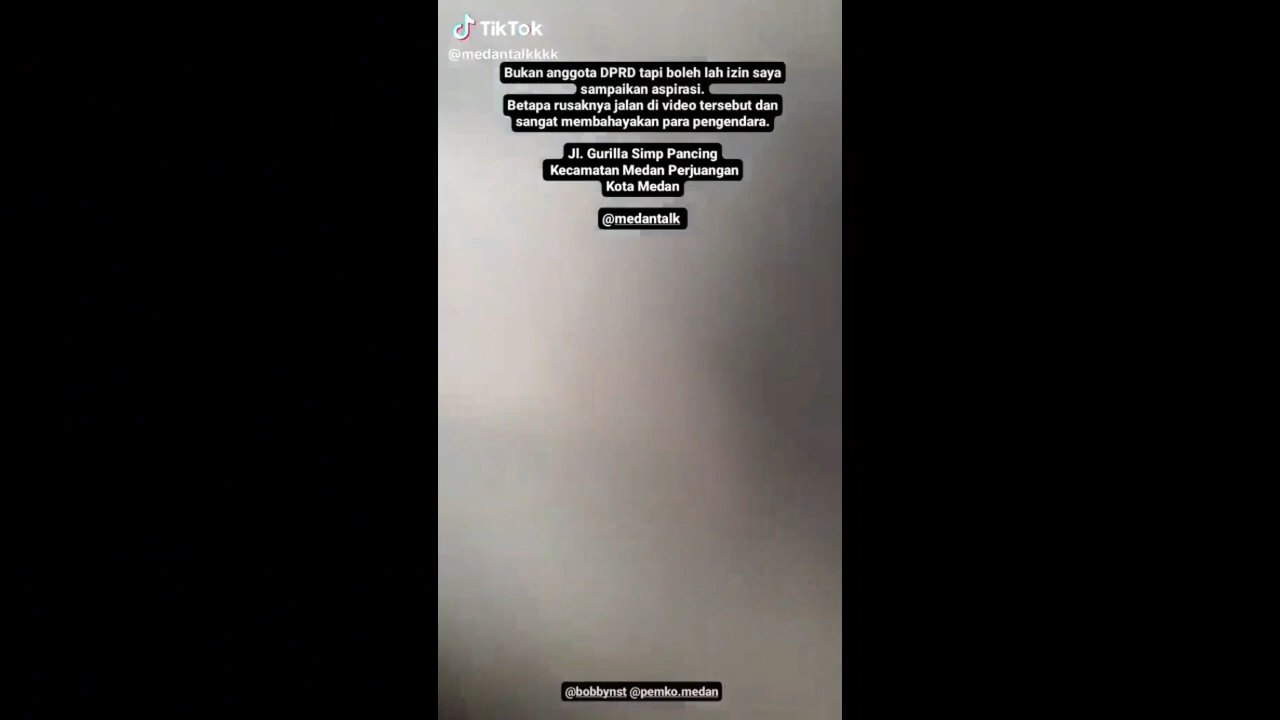 TikTok
@medantalkkkk
Bukan anggota DPRD tapi boleh lah izin saya
sampaikan aspirasi.
Betapa rusaknya jalan di video tersebut dan
sangat membahayakan para pengendara.
Jl. Gurilla Simp Pancing
Kecamatan Medan Perjuangan
Kota Medan
@medantalk
@bobbynst @pemko.medan